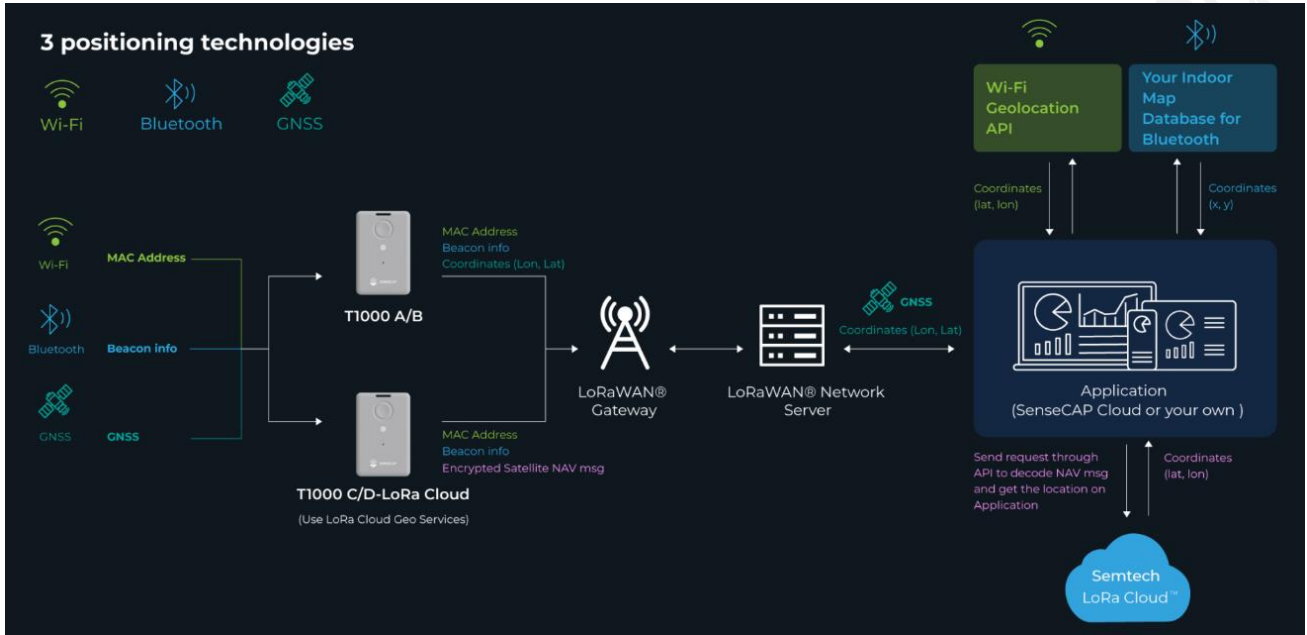 3 positioning technologies
Wi-Fi
Bluetooth
GNSS
Wi-Fi
MAC Address
Bluetooth
Beacon info
GNSS
GNSS
MAC Address
Beacon info
Coordinates (Lon, Lat)
T1000 A/B
MAC Address
Beacon info
Encrypted Satellite NAV msg
T1000 C/D-LoRa Cloud
(Use LoRa Cloud Geo Services)
LoRaWAN®
Gateway
LoRaWAN® Network
Server
GNSS
Coordinates (Lon, Lat)
Wi-Fi
Geolocation
API
Your Indoor
Map
Database for
Bluetooth
Coordinates
(lat, lon)
Coordinates
(x, y)
Application
(SenseCAP Cloud or your own )
Send request through
API to decode NAV msg
and get the location on
Application
Coordinates
(lat, lon)
Semtech
LoRa Cloud™